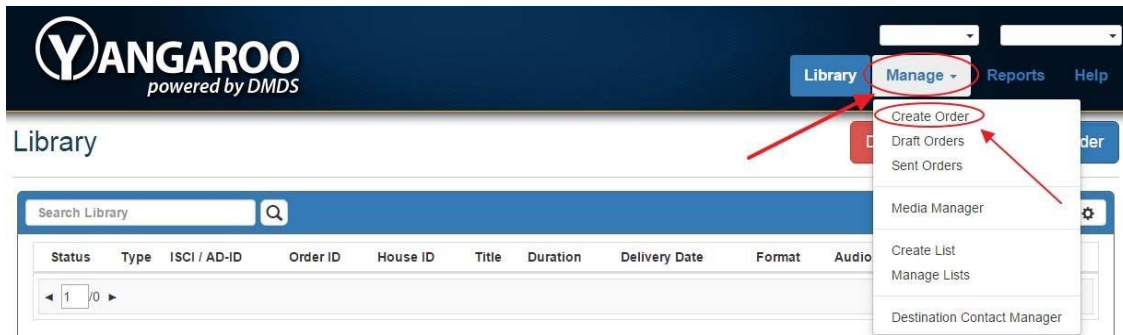 YANGAROO
powered by DMDS
Library Manage Reports Help
Library
Create Order
Draft Orders
Sent Orders
Media Manager
Create List
Manage Lists
Destination Contact Manager
Search Library
Status Type ISCI / AD-ID Order ID House ID Title Duration Delivery Date Format Audio
1 /0